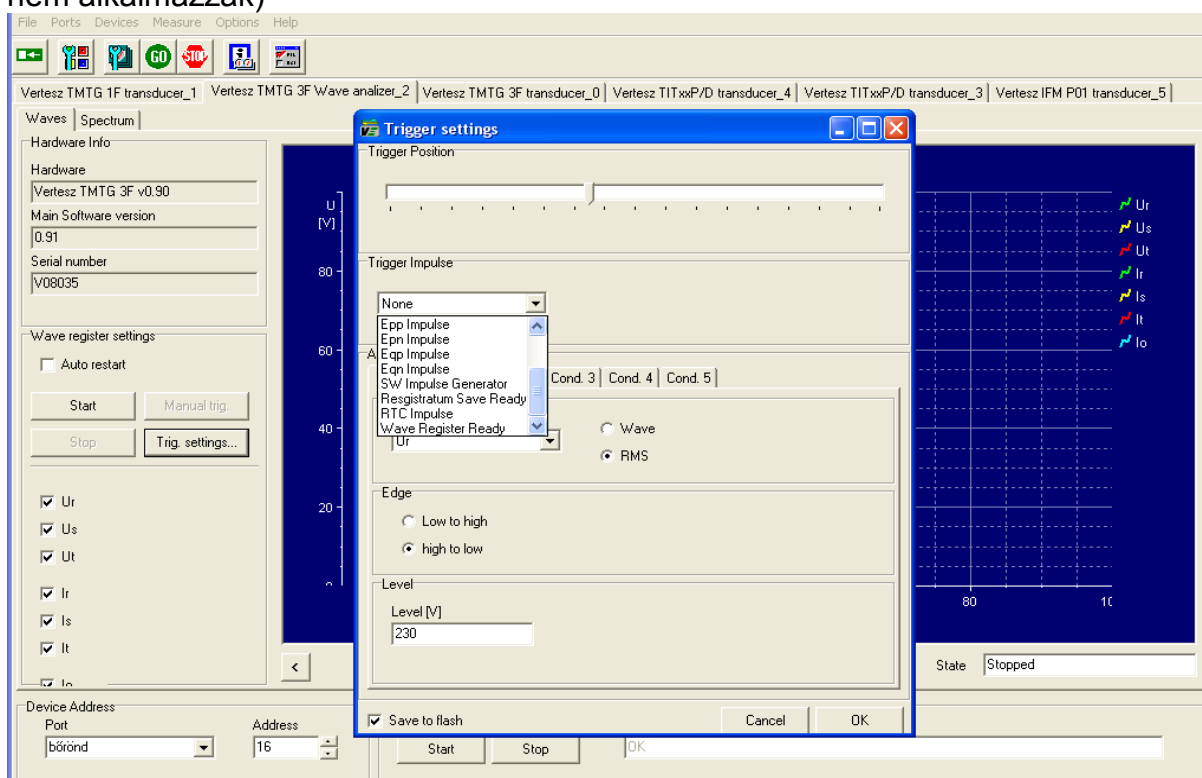 nem alkalmazzák)
File Ports Devices Measure Options Help
GO STOP
Vertesz TMTG 1F transducer_1 Vertesz TMTG 3F Wave analizer_2 Vertesz TMTG 3F transducer_0 Vertesz TITxxP/D transducer_4 Vertesz TITxxP/D transducer_3 Vertesz IFM P01 transducer_5
Waves Spectrum
Hardware Info
Hardware
Vertesz TMTG 3F v0.90
Main Software version
0.91
Serial number
V08035
Wave register settings
Auto restart
Start Manual trig.
Stop Trig. settings...
Ur
Us
Ut
Ir
Is
It
Io
U
[V]
80
60
40
20
Trigger settings
Trigger Position
Trigger Impulse
None
Epp Impulse
Epn Impulse
Eqp Impulse
Eqn Impulse
SW Impulse Generator
Resgistratum Save Ready
RTC Impulse
Wave Register Ready
Cond. 3 Cond. 4 Cond. 5
Ur
Wave
RMS
Edge
Low to high
high to low
Level
Level [V]
230
Save to flash Cancel OK
Ur
Us
Ut
Ir
Is
It
Io
80
<
State Stopped
Device Address
Port Address
bőrönd 16
Start Stop OK